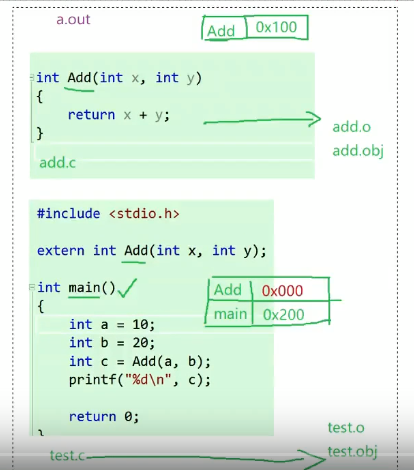 a.out
Add 0x100
int Add(int x, int y)
{
return x + y;
}
add.o
add.obj
add.c
#include <stdio.h>
extern int Add(int x, int y);
int main()
{
int a = 10;
int b = 20;
int c = Add(a, b);
printf("%d\n", c);
return 0;
}
Add 0x000
main 0x200
test.o
test.c test.obj